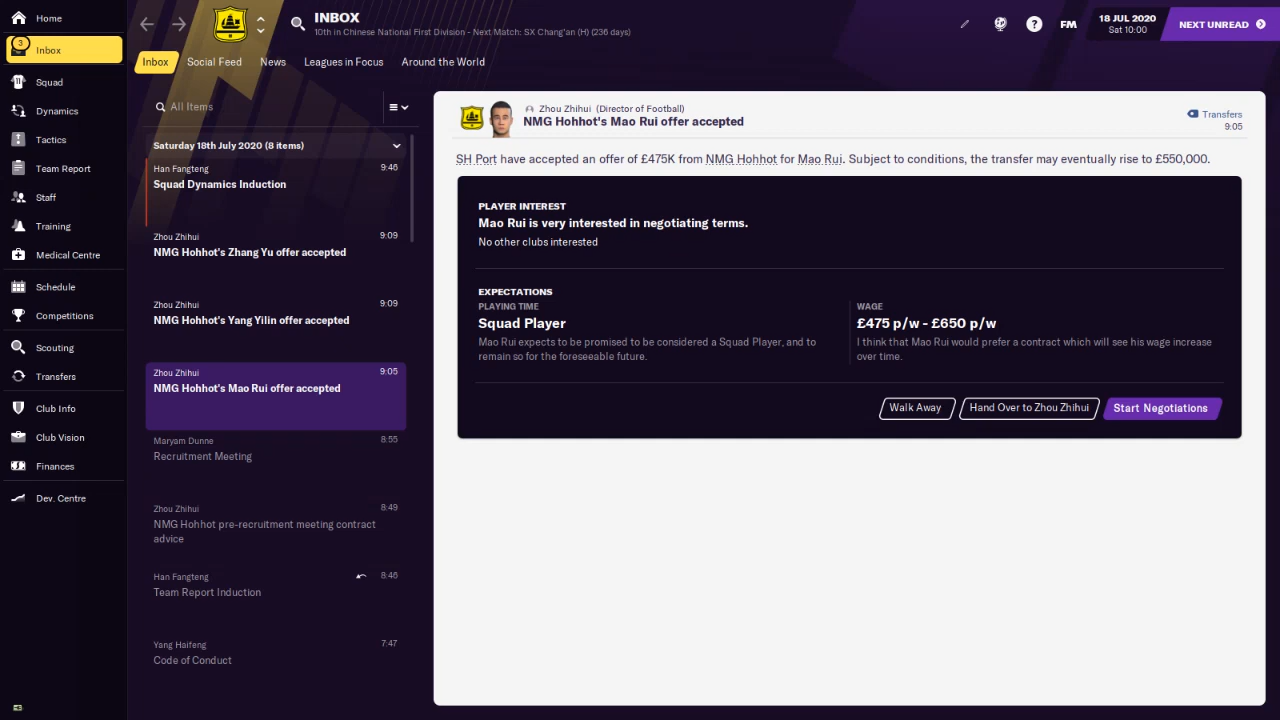 Home
3
Inbox
Squad
Dynamics
Tactics
Team Report
Staff
Training
Medical Centre
Schedule
Competitions
Scouting
Transfers
Club Info
Club Vision
Finances
Dev. Centre
INBOX
10th in Chinese National First Division - Next Match: SX Chang'an (H) (236 days)
?
FM
18 JUL 2020
Sat 10:00
NEXT UNREAD
Inbox
Social Feed
News
Leagues in Focus
Around the World
All Items
Saturday 18th July 2020 (8 items)
Han Fangteng 9:46
Squad Dynamics Induction
Zhou Zhihui 9:09
NMG Hohhot's Zhang Yu offer accepted
Zhou Zhihui 9:09
NMG Hohhot's Yang Yilin offer accepted
Zhou Zhihui 9:05
NMG Hohhot's Mao Rui offer accepted
Maryam Dunne 8:55
Recruitment Meeting
Zhou Zhihui 8:49
NMG Hohhot pre-recruitment meeting contract
advice
Han Fangteng 8:46
Team Report Induction
Yang Haifeng 7:47
Code of Conduct
Zhou Zhihui (Director of Football)
NMG Hohhot's Mao Rui offer accepted
Transfers
9:05
SH Port have accepted an offer of £475K from NMG Hohhot for Mao Rui. Subject to conditions, the transfer may eventually rise to £550,000.
PLAYER INTEREST
Mao Rui is very interested in negotiating terms.
No other clubs interested
EXPECTATIONS
PLAYING TIME
Squad Player
Mao Rui expects to be promised to be considered a Squad Player, and to
remain so for the foreseeable future.
WAGE
£475 p/w - £650 p/w
I think that Mao Rui would prefer a contract which will see his wage increase
over time.
Walk Away
Hand Over to Zhou Zhihui
Start Negotiations